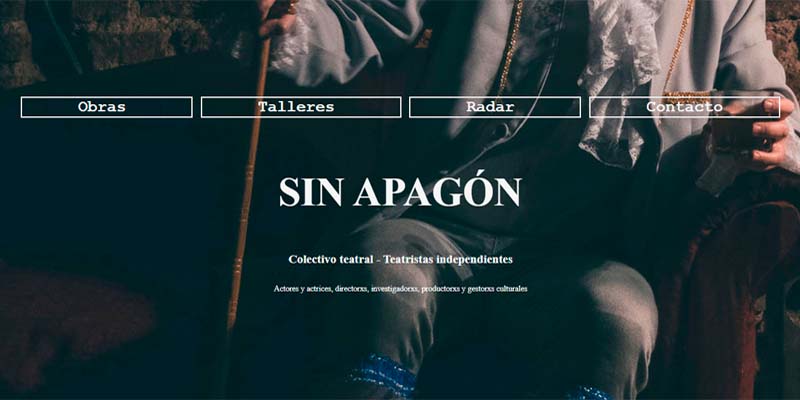 Obras
Talleres
Radar
Contacto
SIN APAGÓN
Colectivo teatral - Teatristas independientes
Actores y actrices, directorxs, investigadorxs, productorxs y gestorxs culturales